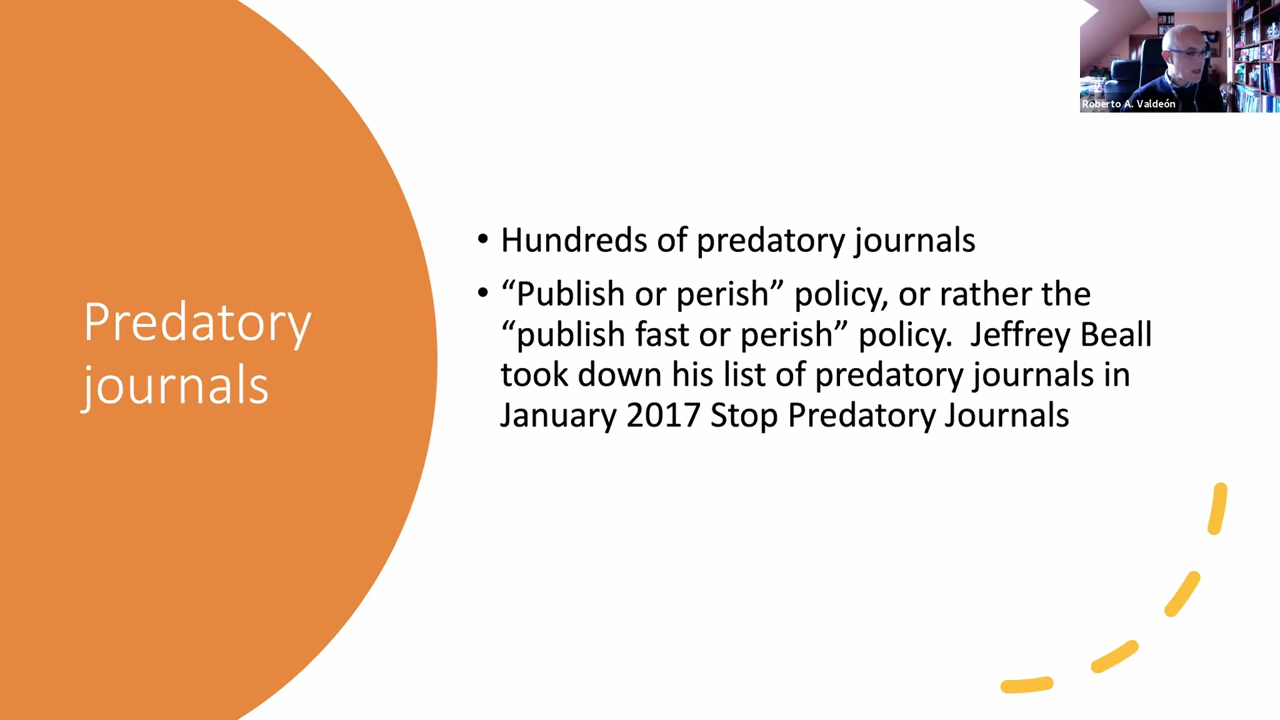 Roberto A. Valdeón
Predatory
journals
• Hundreds of predatory journals
• “Publish or perish” policy, or rather the
“publish fast or perish” policy.  Jeffrey Beall
took down his list of predatory journals in
January 2017 Stop Predatory Journals